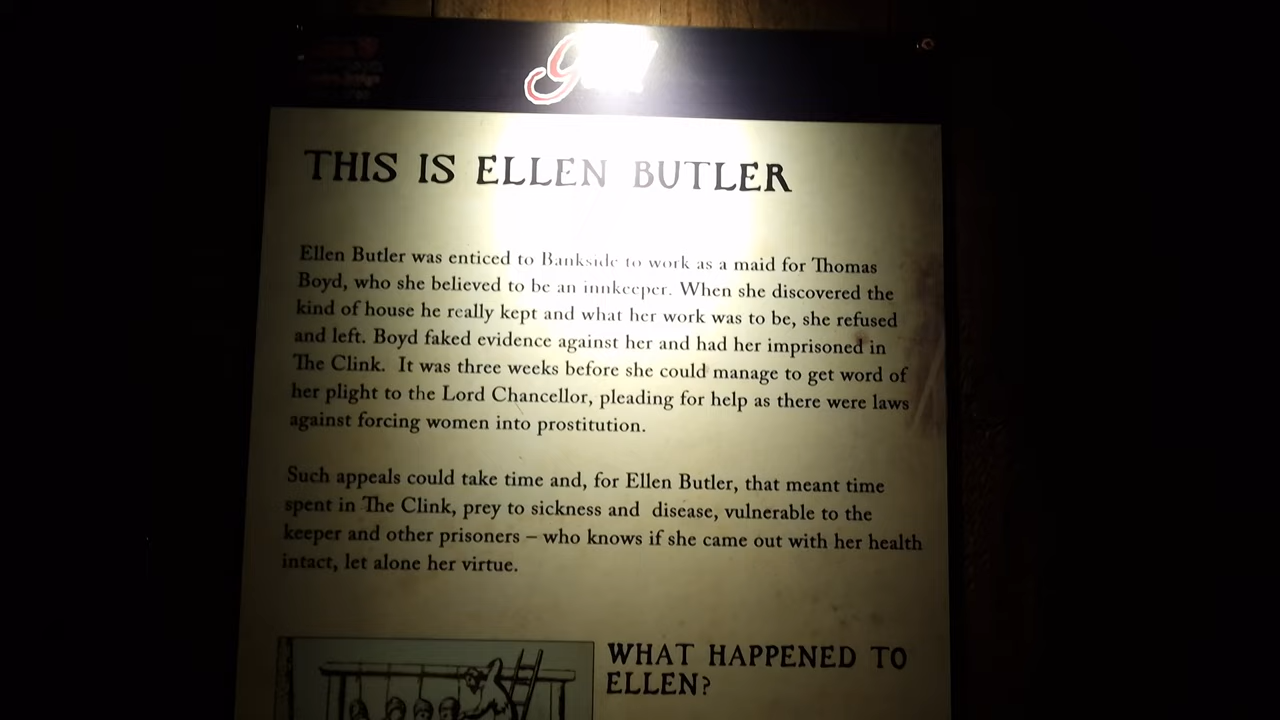 THIS IS ELLEN BUTLER
Ellen Butler was enticed to Bankside to work as a maid for Thomas
Boyd, who she believed to be an innkeeper. When she discovered the
kind of house he really kept and what her work was to be, she refused
and left. Boyd faked evidence against her and had her imprisoned in
The Clink.  It was three weeks before she could manage to get word of
her plight to the Lord Chancellor, pleading for help as there were laws
against forcing women into prostitution.
Such appeals could take time and, for Ellen Butler, that meant time
spent in The Clink, prey to sickness and  disease, vulnerable to the
keeper and other prisoners – who knows if she came out with her health
intact, let alone her virtue.
WHAT HAPPENED TO
ELLEN?